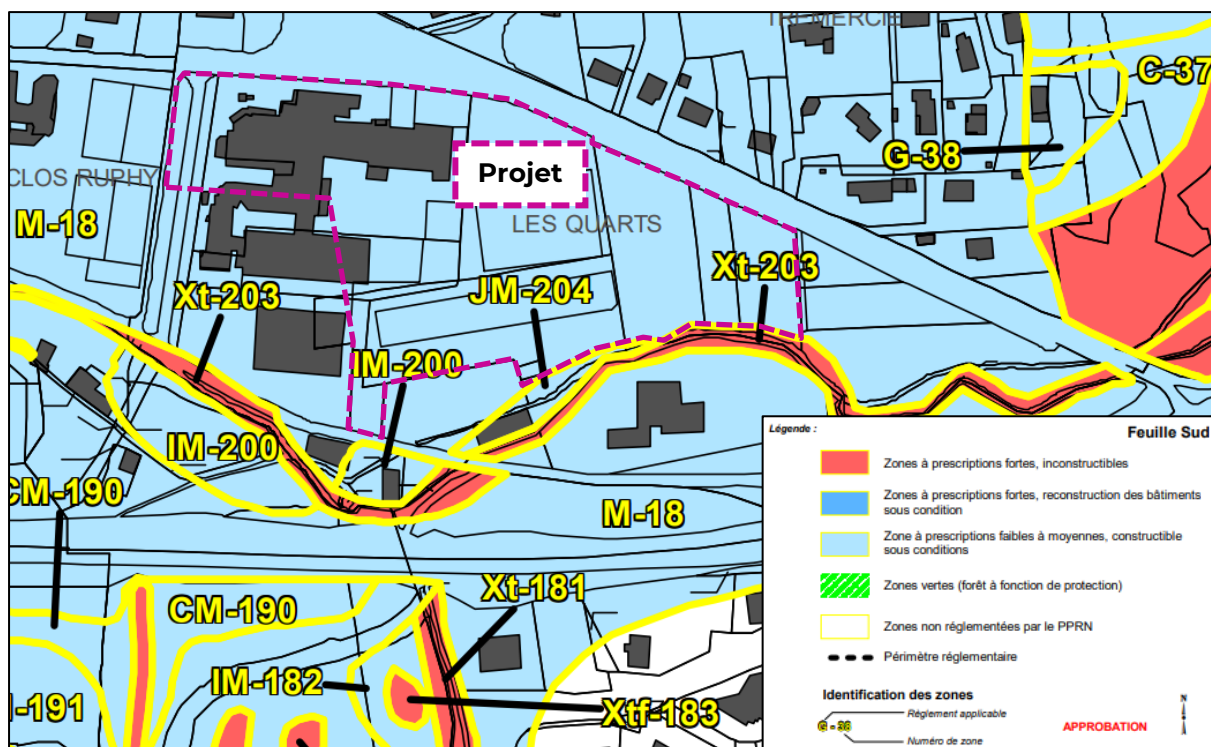 TREMERCIE
C-37
G-38
Projet
CLOS RUPHY
M-18
LES QUARTS
Xt-203
JM-204
Xt-203
IM-200
IM-200
CM-190
M-18
Xt-181
CM-190
IM-182
Xtf-183
-191
Légende :
Feuille Sud
Zones à prescriptions fortes, inconstructibles
Zones à prescriptions fortes, reconstruction des bâtiments
sous condition
Zone à prescriptions faibles à moyennes, constructible
sous conditions
Zones vertes (forêt à fonction de protection)
Zones non réglementées par le PPRN
Périmètre réglementaire
Identification des zones
Règlement applicable
G - 38
Numéro de zone
APPROBATION
N